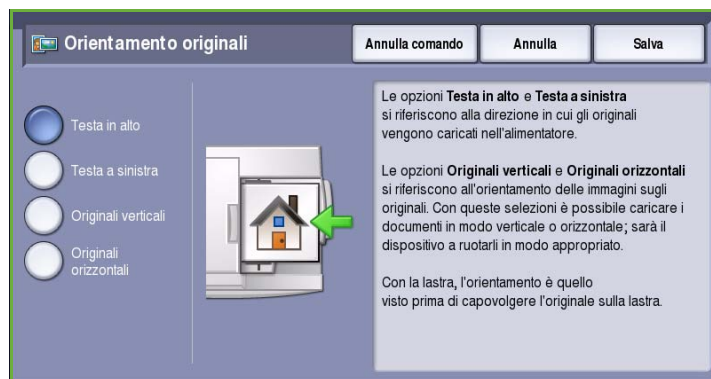 Orientamento originali
Annulla comando
Annulla
Salva
Testa in alto
Testa a sinistra
Originali verticali
Originali
orizzontali
Le opzioni Testa in alto e Testa a sinistra
si riferiscono alla direzione in cui gli originali
vengono caricati nell'alimentatore.
Le opzioni Originali verticali e Originali orizzontali
si riferiscono all'orientamento delle immagini sugli
originali. Con queste selezioni è possibile caricare i
documenti in modo verticale o orizzontale; sarà il
dispositivo a ruotarli in modo appropriato.
Con la lastra, l'orientamento è quello
visto prima di capovolgere l'originale sulla lastra.